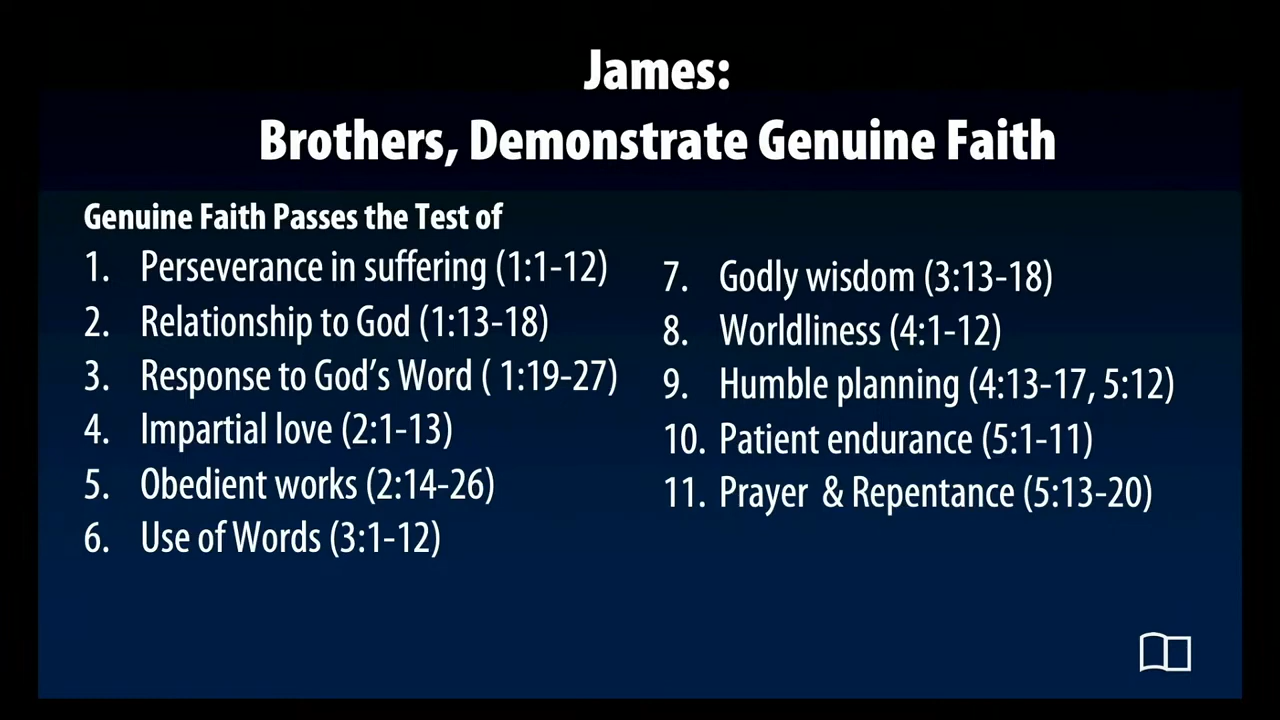 James:
Brothers, Demonstrate Genuine Faith
Genuine Faith Passes the Test of
1. Perseverance in suffering (1:1-12)
2. Relationship to God (1:13-18)
3. Response to God's Word ( 1:19-27)
4. Impartial love (2:1-13)
5. Obedient works (2:14-26)
6. Use of Words (3:1-12)
7. Godly wisdom (3:13-18)
8. Worldliness (4:1-12)
9. Humble planning (4:13-17, 5:12)
10. Patient endurance (5:1-11)
11. Prayer & Repentance (5:13-20)